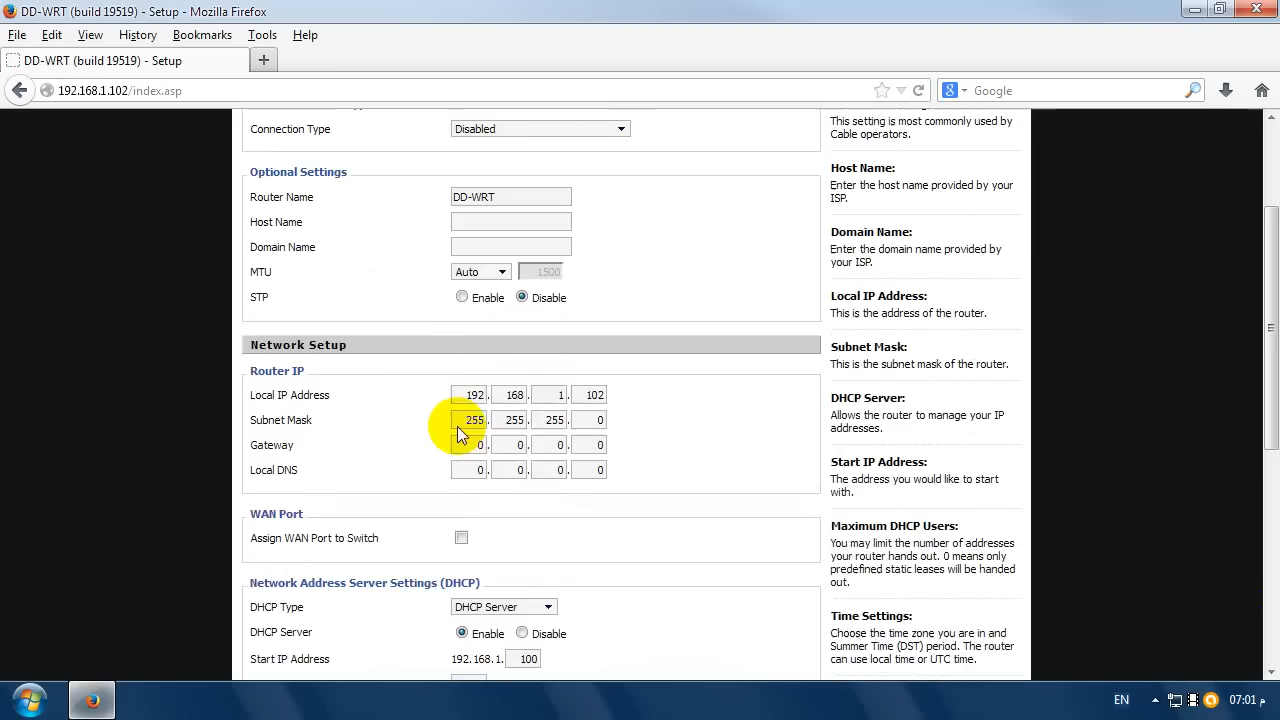 DD-WRT (build 19519) - Setup - Mozilla Firefox
File Edit View History Bookmarks Tools Help
DD-WRT (build 19519) - Setup
192.168.1.102/index.asp
Google
Connection Type Disabled
Optional Settings
Router Name DD-WRT
Host Name
Domain Name
MTU Auto 1500
STP Enable Disable
Network Setup
Router IP
Local IP Address 192. 168. 1. 102
Subnet Mask 255. 255. 255. 0
Gateway 0. 0. 0. 0
Local DNS 0. 0. 0. 0
WAN Port
Assign WAN Port to Switch
Network Address Server Settings (DHCP)
DHCP Type DHCP Server
DHCP Server Enable Disable
Start IP Address 192.168.1. 100
This setting is most commonly used by
Cable operators.
Host Name:
Enter the host name provided by your
ISP.
Domain Name:
Enter the domain name provided by
your ISP.
Local IP Address:
This is the address of the router.
Subnet Mask:
This is the subnet mask of the router.
DHCP Server:
Allows the router to manage your IP
addresses.
Start IP Address:
The address you would like to start
with.
Maximum DHCP Users:
You may limit the number of addresses
your router hands out. 0 means only
predefined static leases will be handed
out.
Time Settings:
Choose the time zone you are in and
Summer Time (DST) period. The router
can use local time or UTC time.
EN
07:01 م